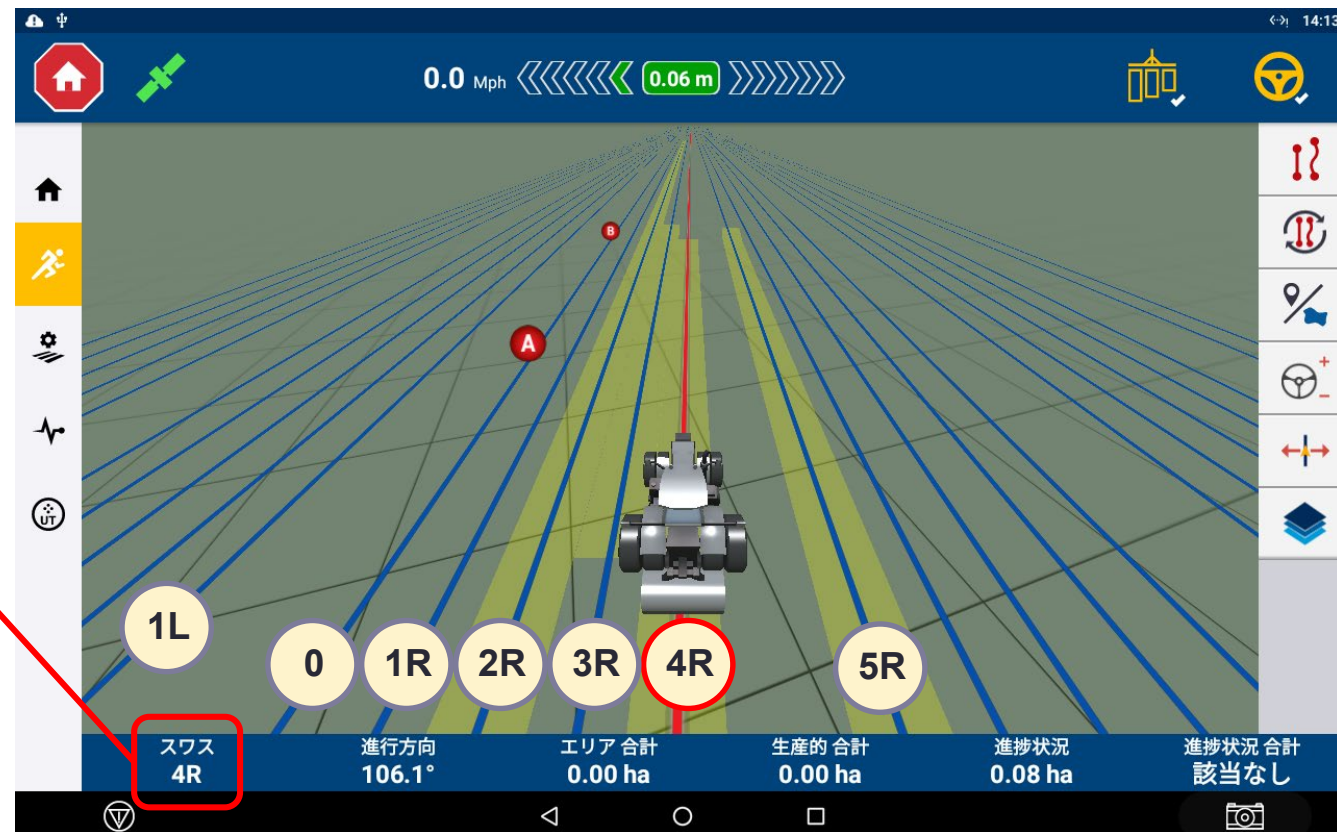 14:13
0.0 Mph 0.06 m
B
A
UT
1L
0 1R 2R 3R 4R 5R
スワス 進行方向 エリア 合計 生産的 合計 進捗状況 進捗状況 合計
4R 106.1° 0.00 ha 0.00 ha 0.08 ha 該当なし